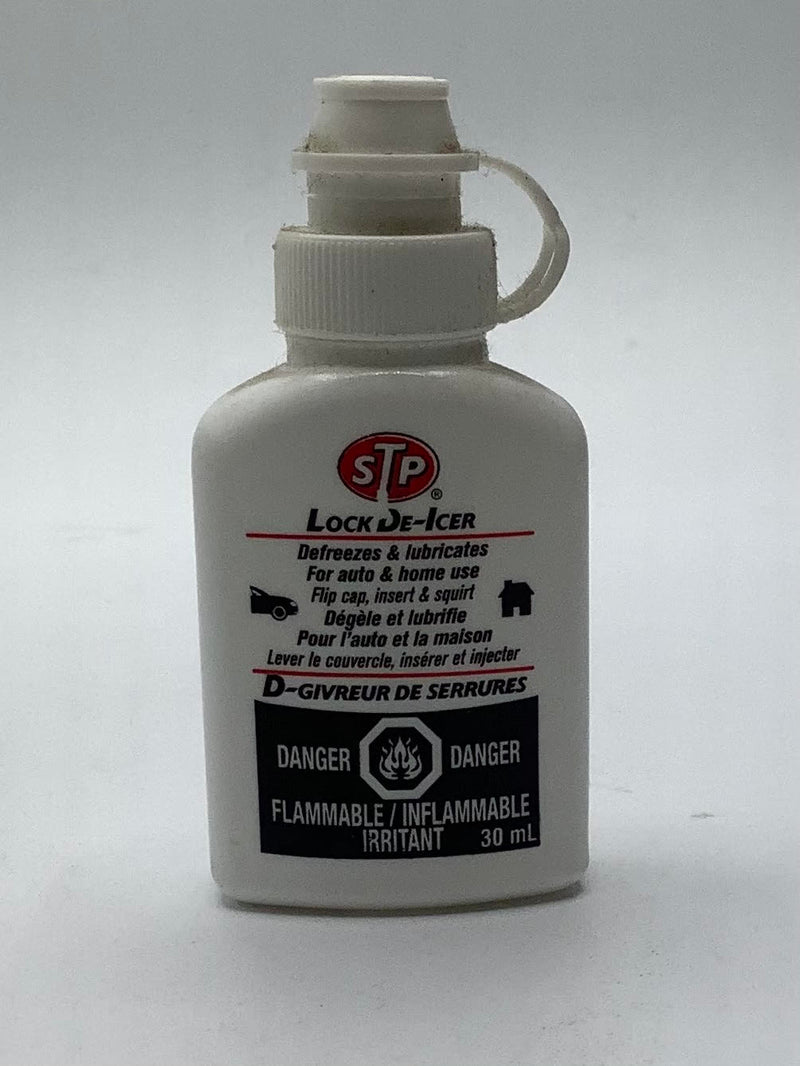 STP®
LOCK DE-ICER
Defreezes & lubricates
For auto & home use
Flip cap, insert & squirt
Dégèle et lubrifie
Pour l'auto et la maison
Lever le couvercle, insérer et injecter
D-GIVREUR DE SERRURES
DANGER DANGER
FLAMMABLE / INFLAMMABLE
IRRITANT 30 mL